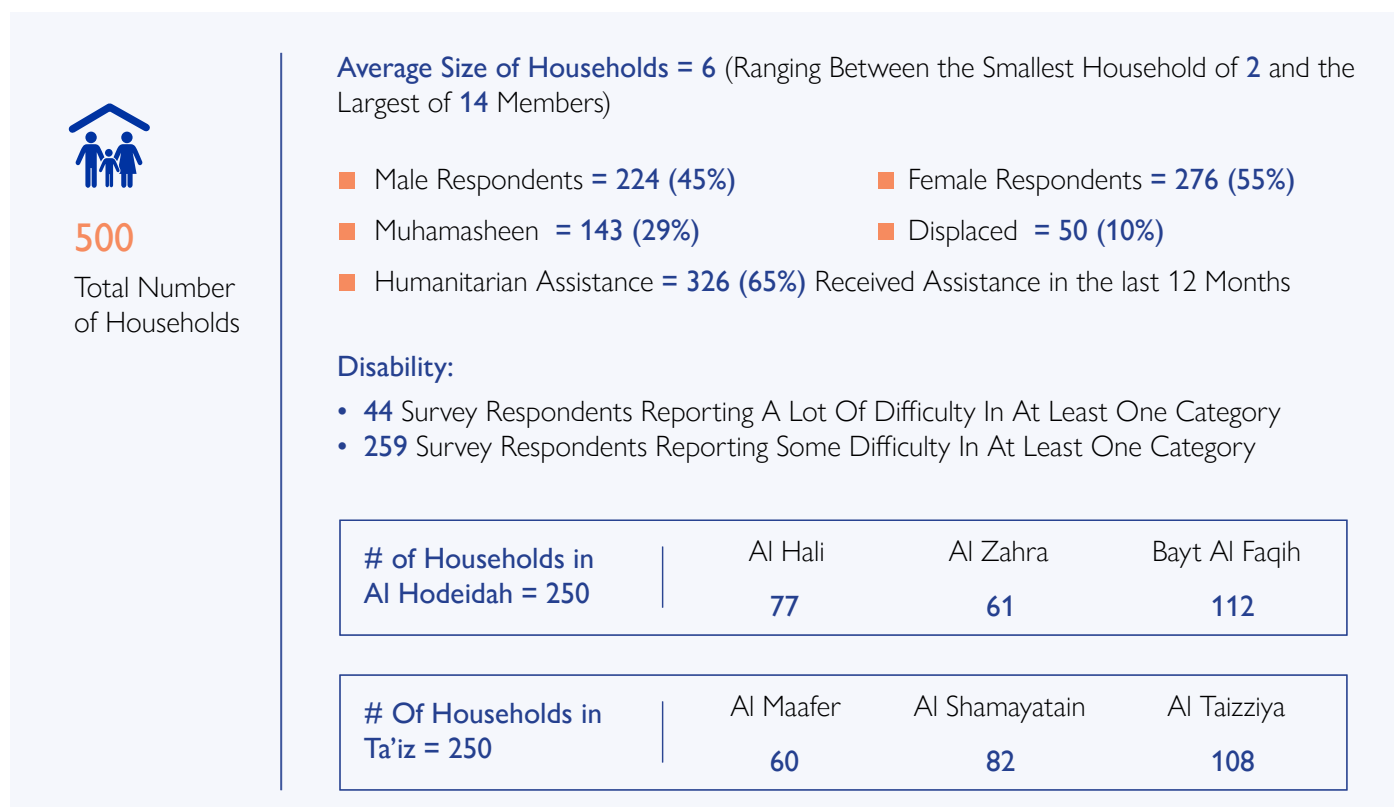 500
Total Number
of Households
Average Size of Households = 6 (Ranging Between the Smallest Household of 2 and the
Largest of 14 Members)
Male Respondents = 224 (45%)
Female Respondents = 276 (55%)
Muhamasheen = 143 (29%)
Displaced = 50 (10%)
Humanitarian Assistance = 326 (65%) Received Assistance in the last 12 Months
Disability:
• 44 Survey Respondents Reporting A Lot Of Difficulty In At Least One Category
• 259 Survey Respondents Reporting Some Difficulty In At Least One Category
# of Households in
Al Hodeidah = 250
Al Hali
Al Zahra
Bayt Al Faqih
77
61
112
# Of Households in
Ta’iz = 250
Al Maafer
Al Shamayatain
Al Taizziya
60
82
108